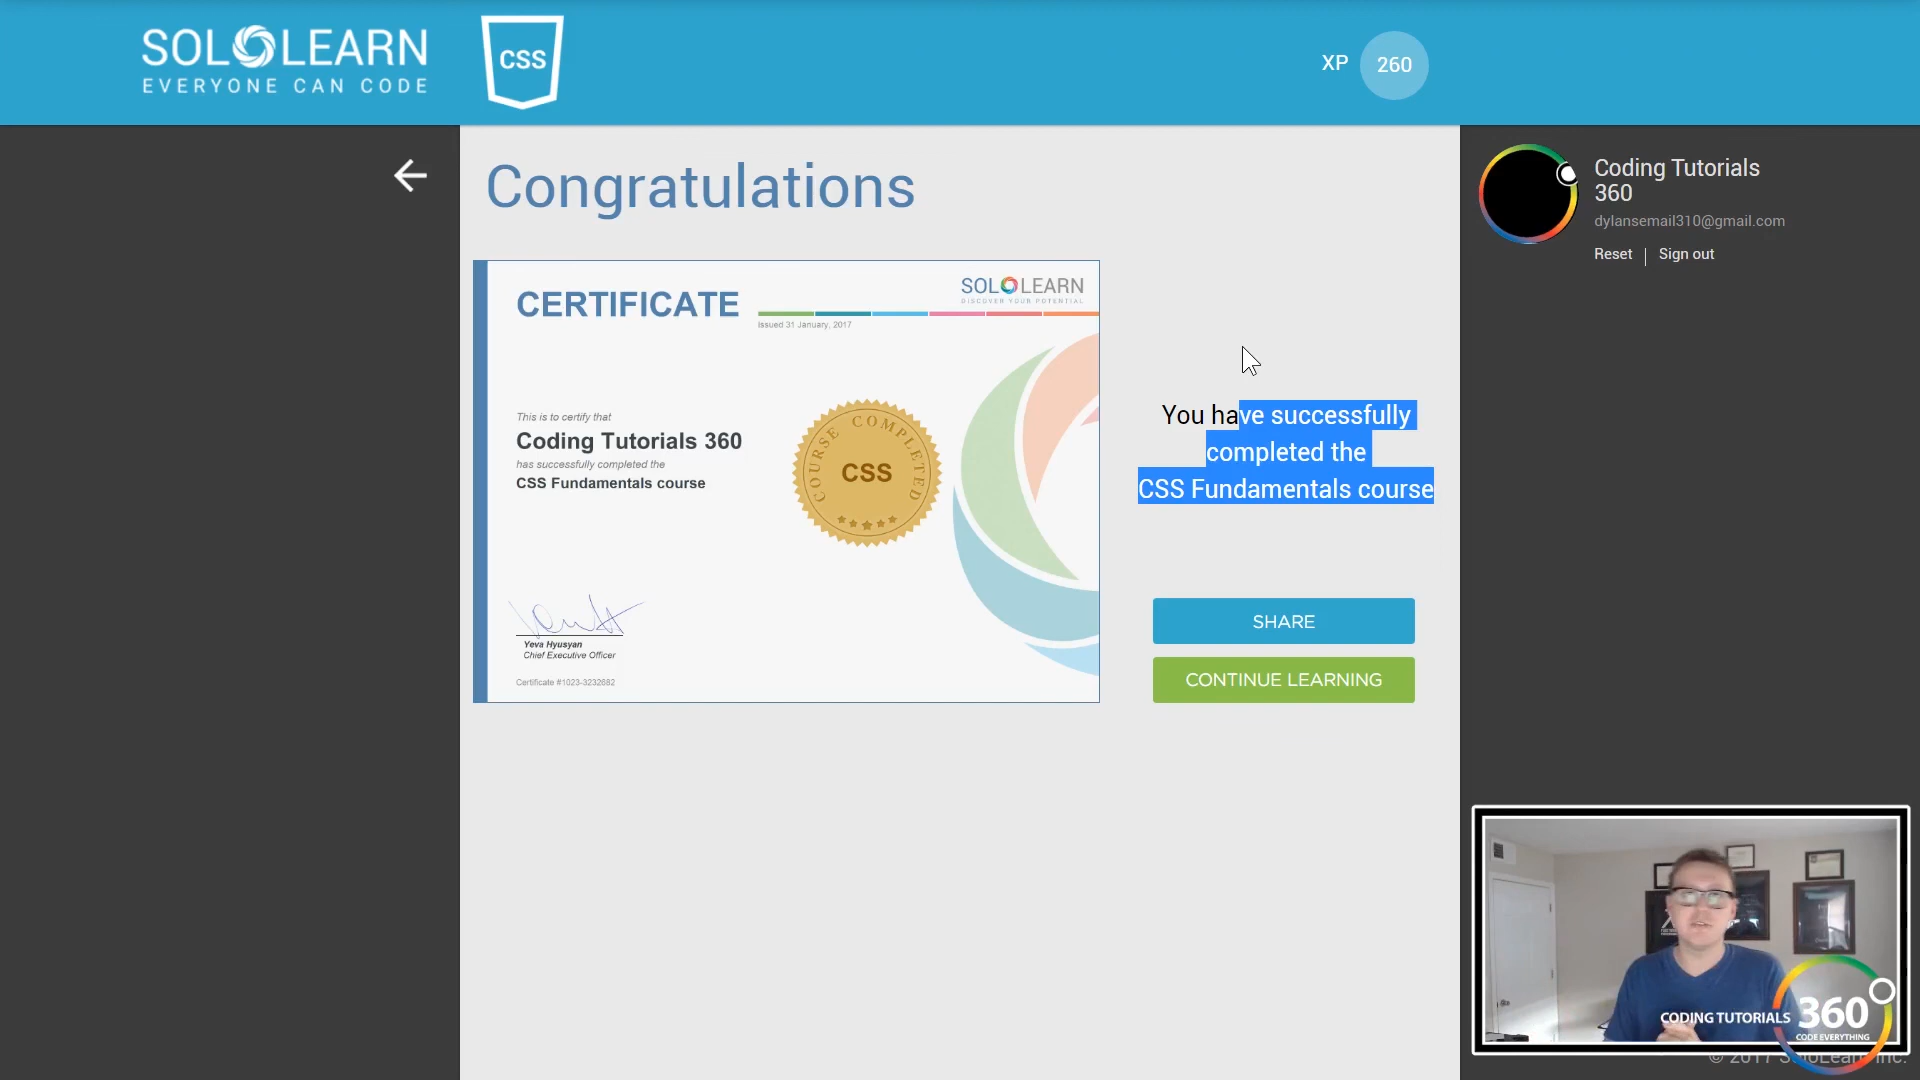 SOLOLEARN
EVERYONE CAN CODE
CSS
XP 260
Congratulations
Coding Tutorials
360
dylansemail310@gmail.com
Reset | Sign out
CERTIFICATE
SOLOLEARN
DISCOVER YOUR POTENTIAL
Issued 31 January, 2017
This is to certify that
Coding Tutorials 360
has successfully completed the
CSS Fundamentals course
COURSE COMPLETED
CSS
Yeva Hyusyan
Chief Executive Officer
Certificate #1023-3232682
You have successfully
completed the
CSS Fundamentals course
SHARE
CONTINUE LEARNING
CODING TUTORIALS 360
CODE EVERYTHING
© 2017 SoloLearn Inc.